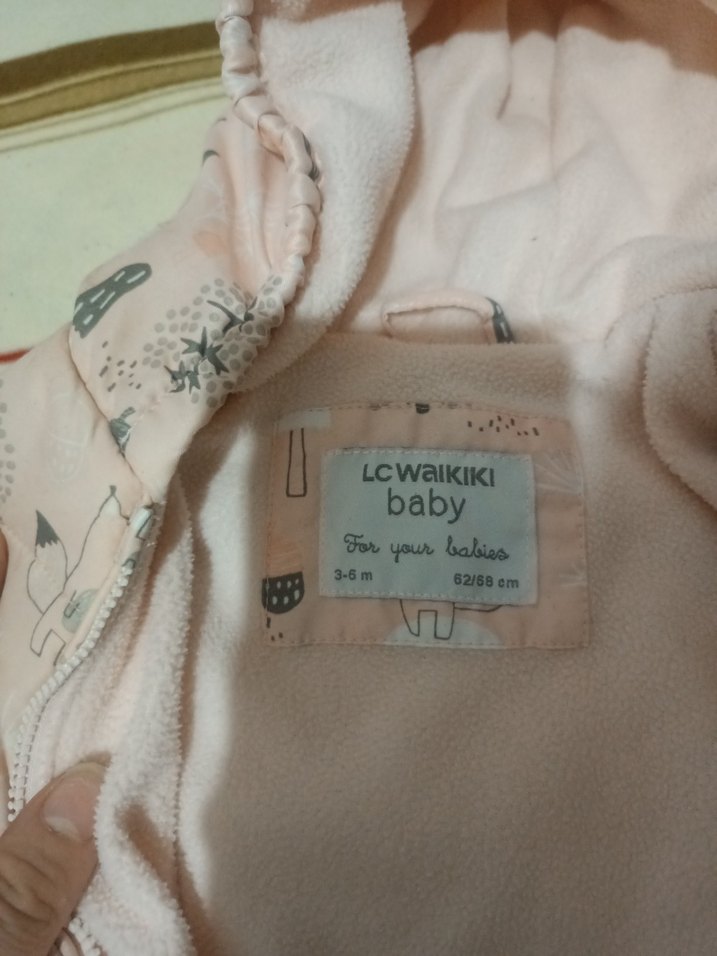 LC WAIKIKI
baby
For your babies
3-6 m 62/68 cm